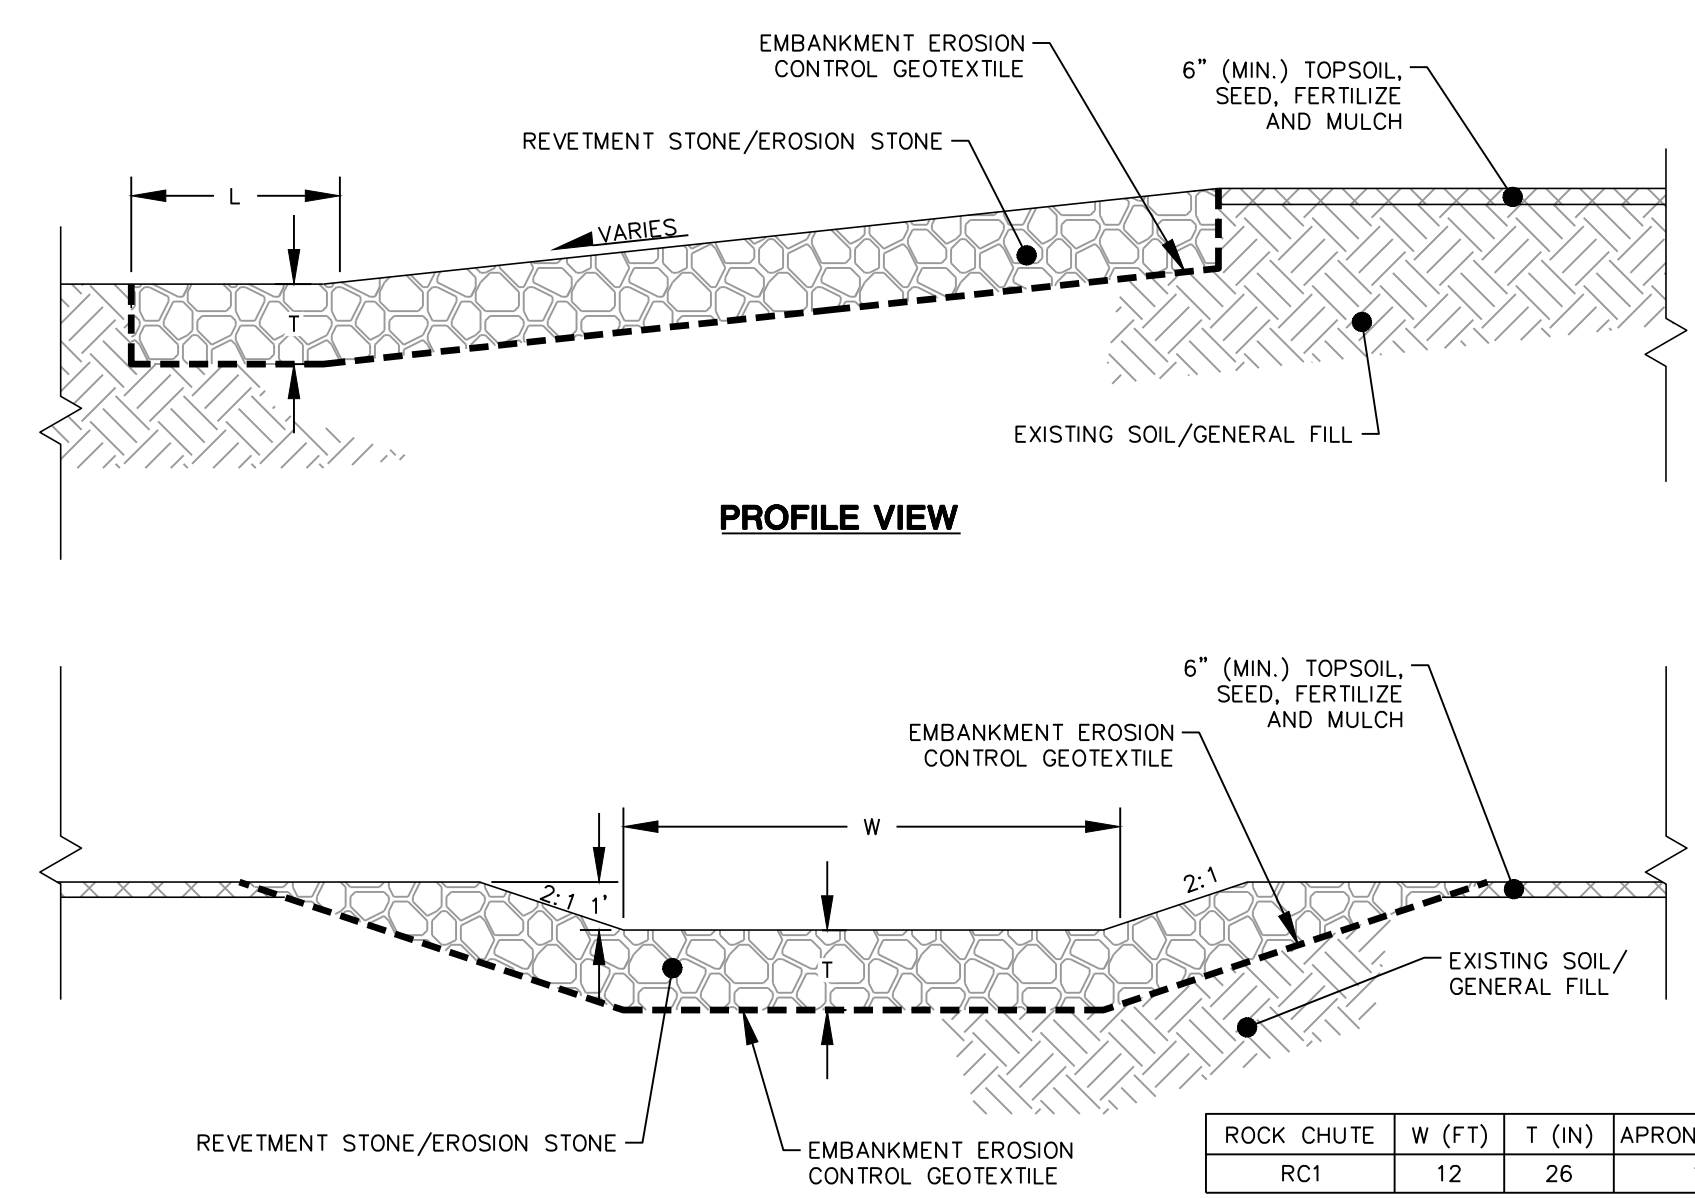 EMBANKMENT EROSION
CONTROL GEOTEXTILE
6" (MIN.) TOPSOIL,
SEED, FERTILIZE
AND MULCH
REVETMENT STONE/EROSION STONE
L
VARIES
T
EXISTING SOIL/GENERAL FILL
PROFILE VIEW
6" (MIN.) TOPSOIL,
SEED, FERTILIZE
AND MULCH
EMBANKMENT EROSION
CONTROL GEOTEXTILE
W
2:1
1'
2:1
T
EXISTING SOIL/
GENERAL FILL
REVETMENT STONE/EROSION STONE
EMBANKMENT EROSION
CONTROL GEOTEXTILE
ROCK CHUTE W (FT) T (IN) APRON
RC1 12 26